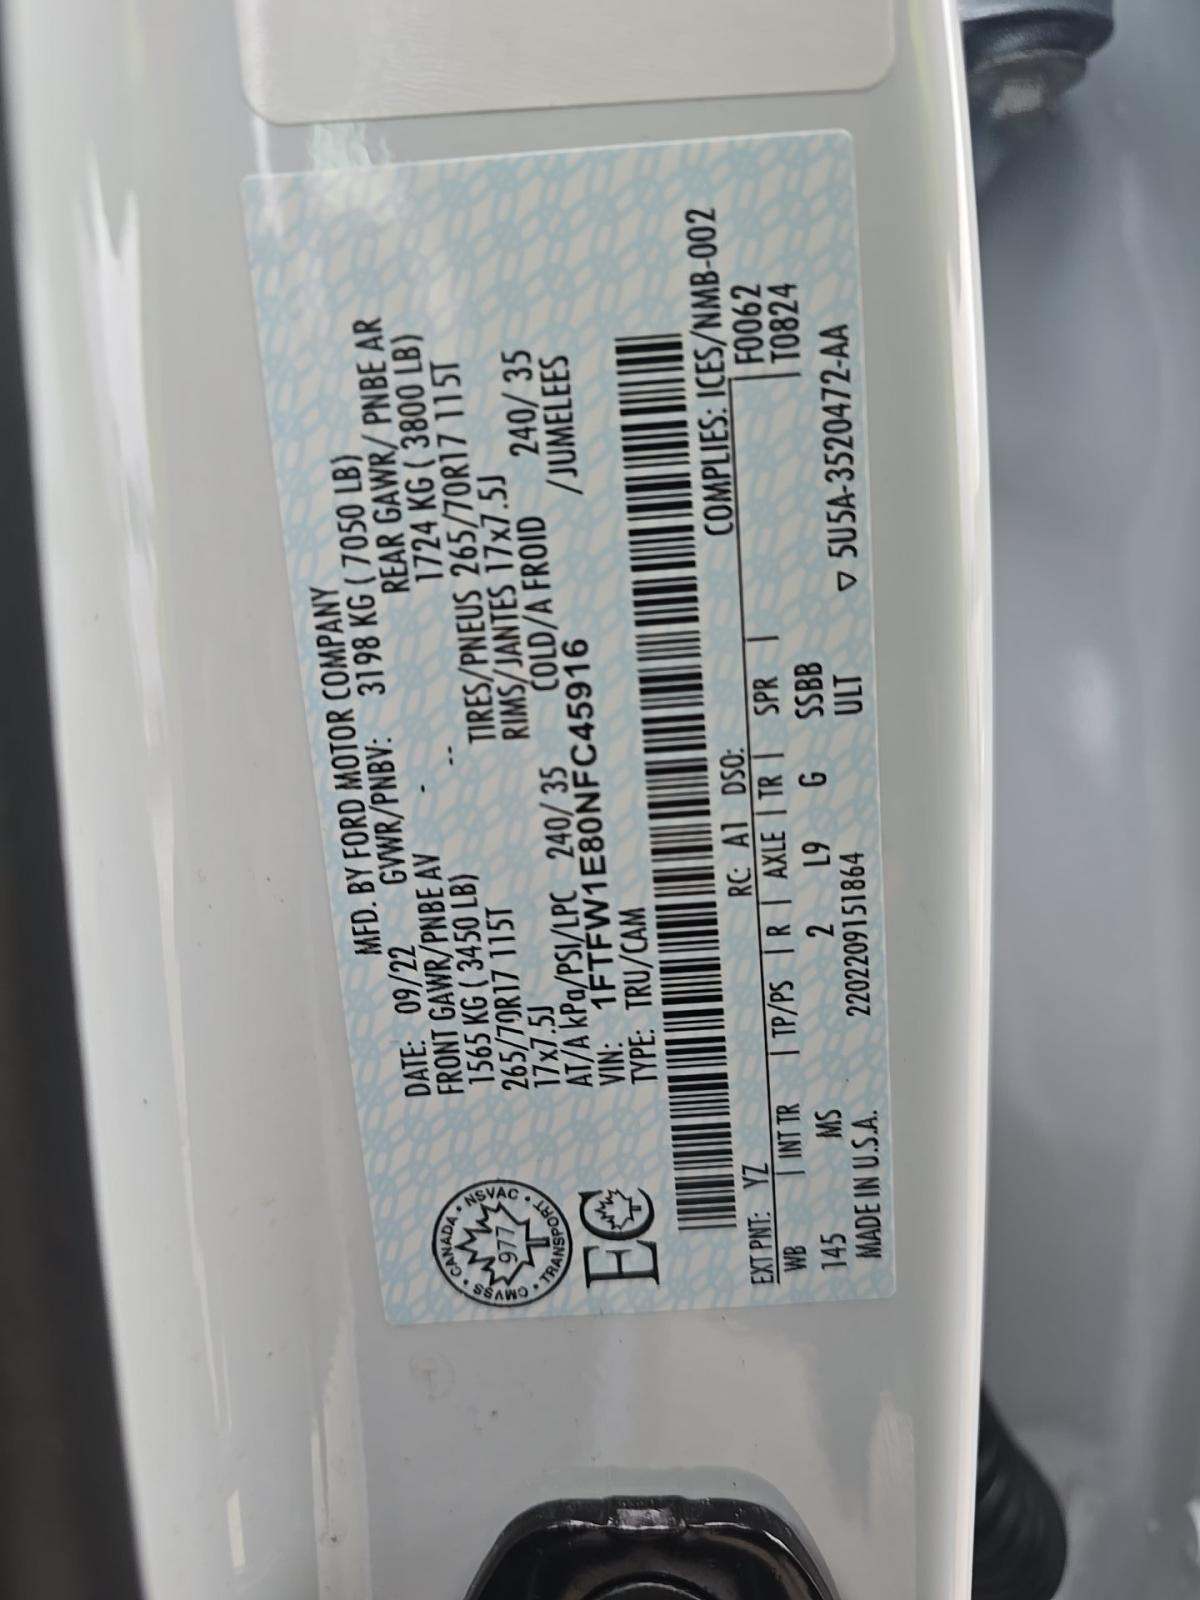 MFD. BY FORD MOTOR COMPANY
DATE: 09/22 GVWR/PNBV: 3198 KG ( 7050 LB)
FRONT GAWR/PNBE AV - REAR GAWR/ PNBE AR
1565 KG ( 3450 LB) -- 1724 KG ( 3800 LB)
265/70R17 115T TIRES/PNEUS 265/70R17 115T
17x7.5J RIMS/JANTES 17x7.5J
AT/A kPa/PSI/LPC 240/ 35 COLD/A FROID 240/ 35
VIN: 1FTFW1E80NFC45916 /JUMELEES
TYPE: TRU/CAM
CANADA • NSVAC • TRANSPORT • CMVSS •
977
EC
COMPLIES: ICES/NMB-002
EXT PNT: YZ RC: A1 DSO: F0062
WB | INT TR | TP/PS | R | AXLE | TR | SPR | T0824
145 MS 2 L9 G SSBB
MADE IN U.S.A. 2202209151864 ULT ▽ 5U5A-3520472-AA